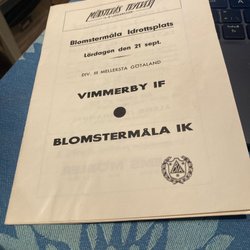 Blomstermåla Idrottsplats
Lördagen den 21 sept.
DIV. III MELLERSTA GÖTALAND
VIMMERBY IF
BLOMSTERMÅLA IK